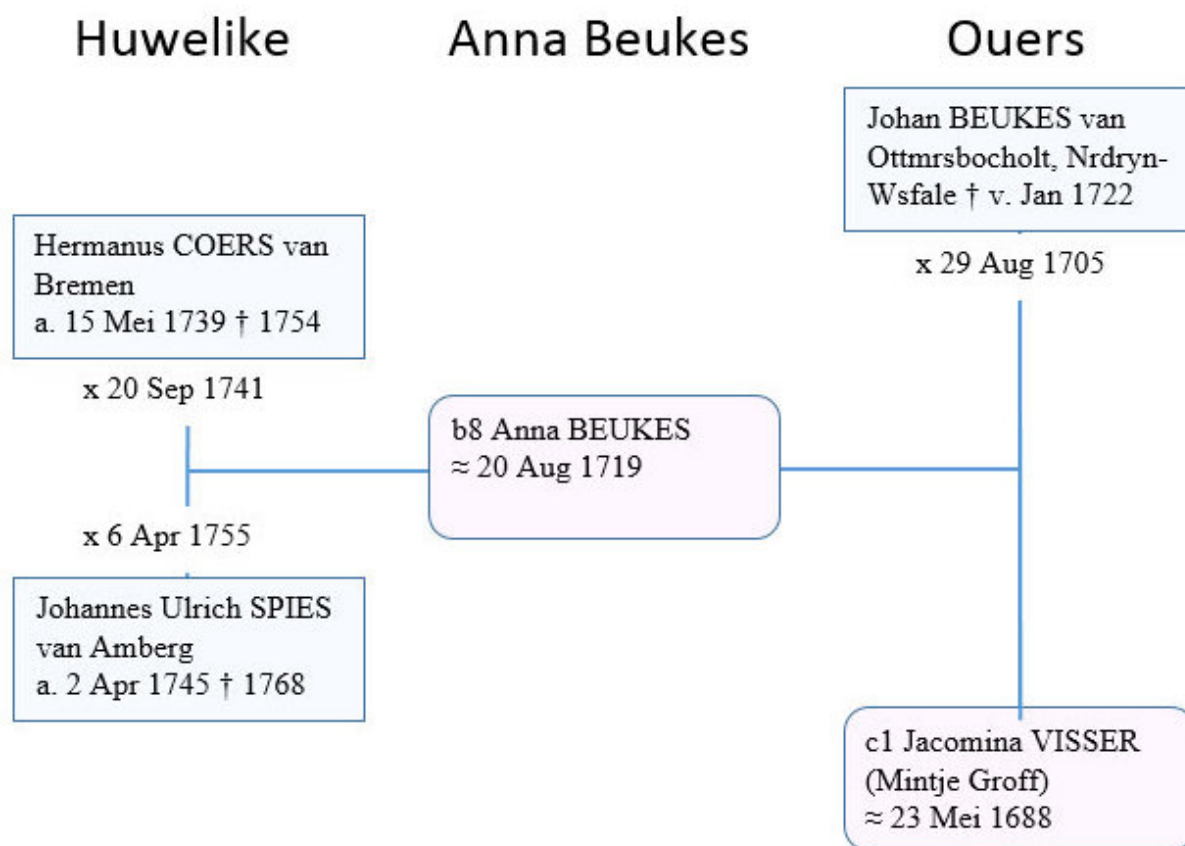 Huwelike
Anna Beukes
Ouers
Johan BEUKES van
Ottmrsbocholt, Nrdryn-
Wsfale † v. Jan 1722
x 29 Aug 1705
Hermanus COERS van
Bremen
a. 15 Mei 1739 † 1754
x 20 Sep 1741
b8 Anna BEUKES
≈ 20 Aug 1719
x 6 Apr 1755
Johannes Ulrich SPIES
van Amberg
a. 2 Apr 1745 † 1768
c1 Jacomina VISSER
(Mintje Groff)
≈ 23 Mei 1688